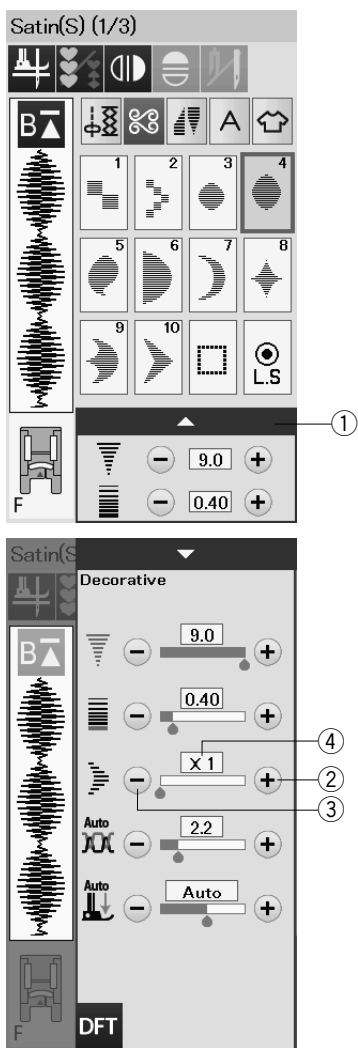 Satin(S) (1/3)
B A
1 2 3 4
5 6 7 8
9 10 L.S
①
9.0
F 0.40
Satin(S
Decorative
B
9.0
0.40
④
X 1 ②
③
Auto 2.2
Auto Auto
F DFT